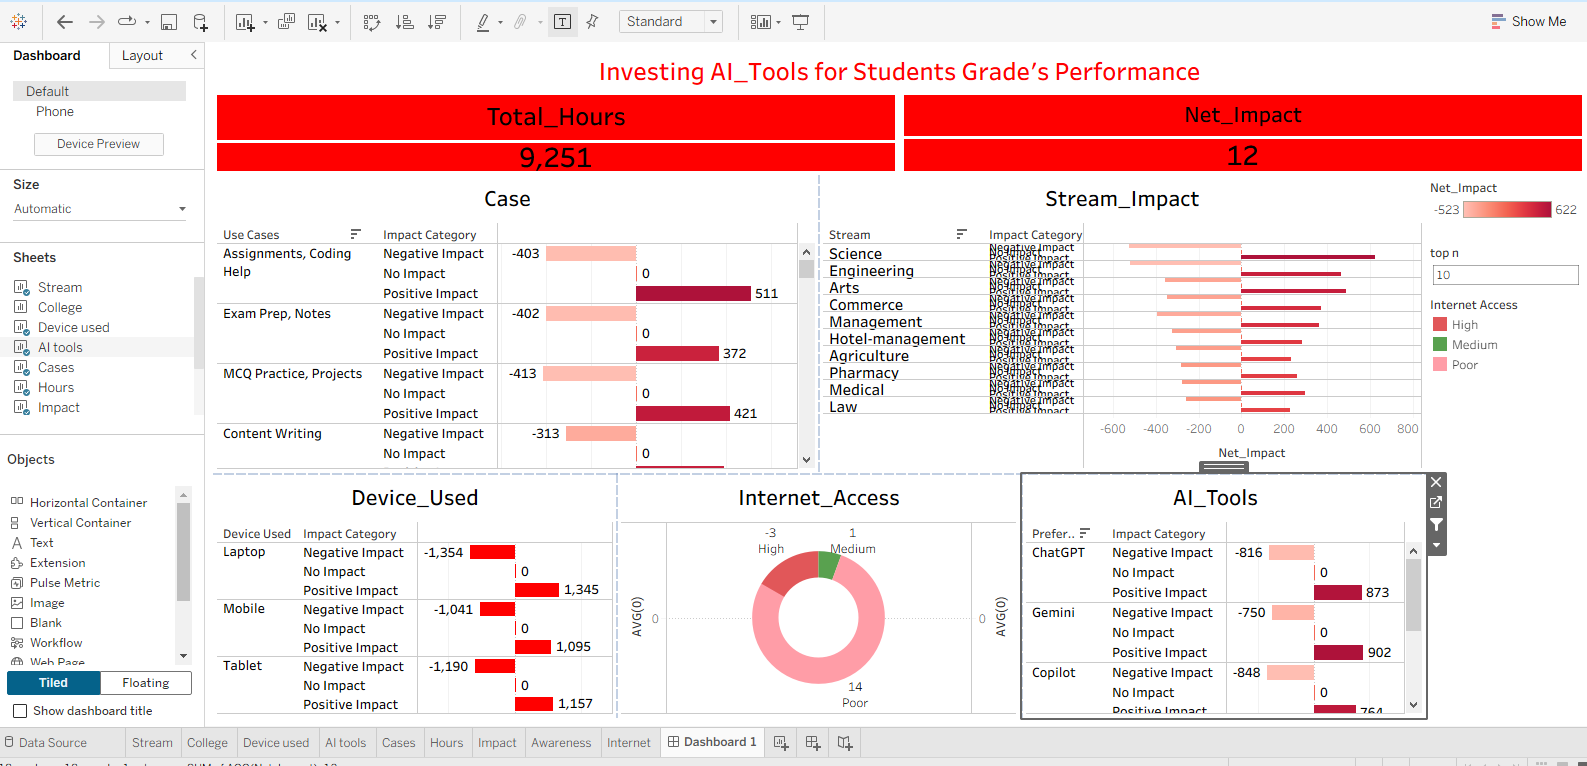 Standard
Show Me
Dashboard
Layout
Default
Phone
Device Preview
Size
Automatic
Sheets
Stream
College
Device used
AI tools
Cases
Hours
Impact
Objects
Horizontal Container
Vertical Container
Text
Extension
Pulse Metric
Image
Blank
Workflow
Web Page
Tiled
Floating
Show dashboard title
Investing AI_Tools for Students Grade's Performance
Total_Hours
9,251
Net_Impact
12
Case
Use Cases Impact Category
Assignments, Coding Help
Negative Impact -403
No Impact 0
Positive Impact 511
Exam Prep, Notes
Negative Impact -402
No Impact 0
Positive Impact 372
MCQ Practice, Projects
Negative Impact -413
No Impact 0
Positive Impact 421
Content Writing
Negative Impact -313
No Impact 0
Stream_Impact
Stream Impact Category
Science
Engineering
Arts
Commerce
Management
Hotel-management
Agriculture
Pharmacy
Medical
Law
-600 -400 -200 0 200 400 600 800
Net_Impact
Net_Impact
-523 622
top n
10
Internet Access
High
Medium
Poor
Device_Used
Device Used Impact Category
Laptop Negative Impact -1,354
No Impact 0
Positive Impact 1,345
Mobile Negative Impact -1,041
No Impact 0
Positive Impact 1,095
Tablet Negative Impact -1,190
No Impact 0
Positive Impact 1,157
Internet_Access
-3
High
1
Medium
AVG(0) 0
0 AVG(0)
14
Poor
AI_Tools
Prefer.. Impact Category
ChatGPT Negative Impact -816
No Impact 0
Positive Impact 873
Gemini Negative Impact -750
No Impact 0
Positive Impact 902
Copilot Negative Impact -848
No Impact 0
Positive Impact 764
Data Source
Stream
College
Device used
AI tools
Cases
Hours
Impact
Awareness
Internet
Dashboard 1